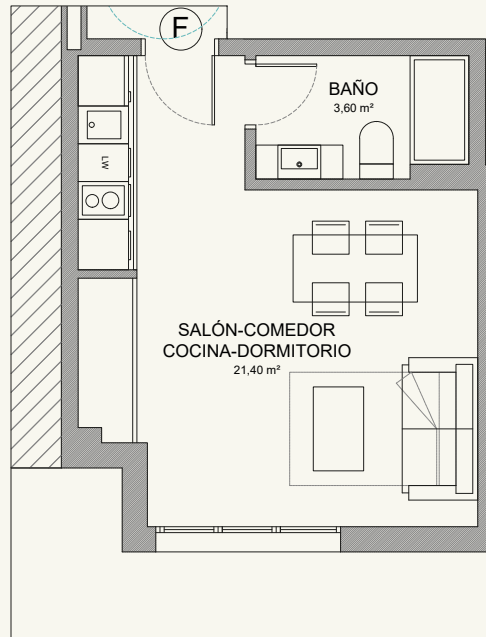 F
BAÑO
3,60 m²
LW
SALÓN-COMEDOR
COCINA-DORMITORIO
21,40 m²